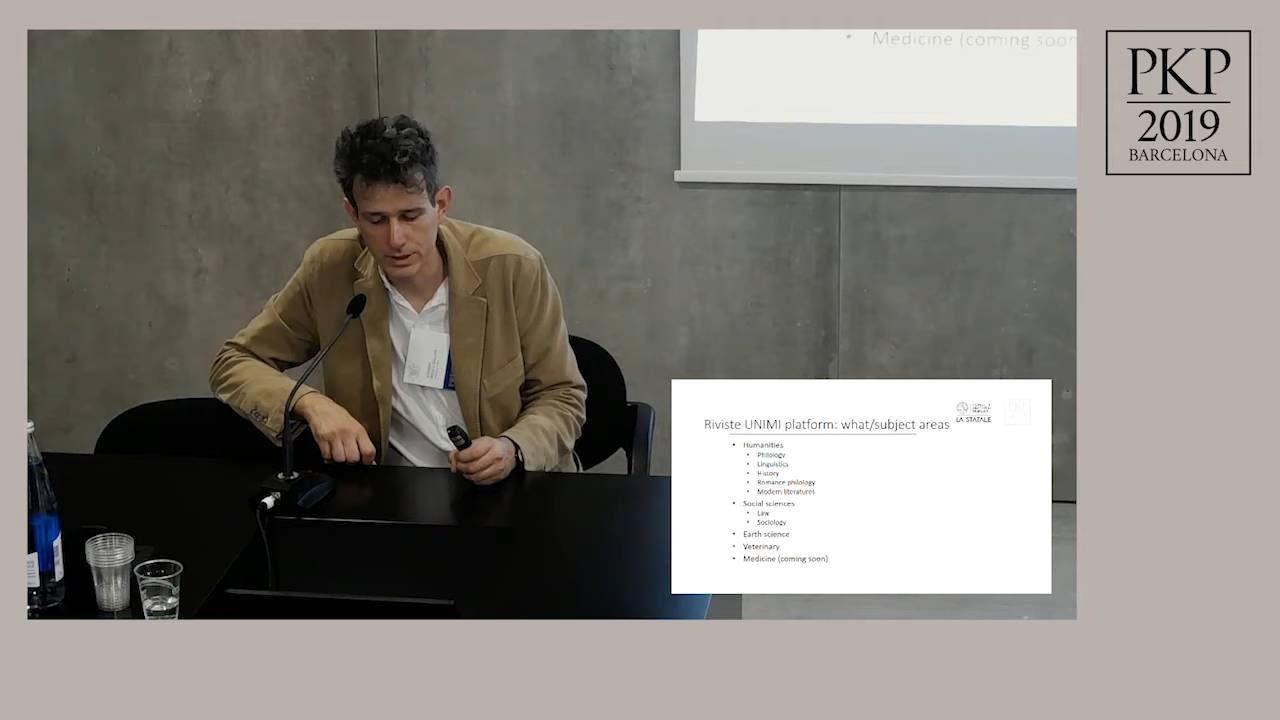 Medicine (coming soon
PKP
2019
BARCELONA
Riviste UNIMI platform: what/subject areas
LA STATALE
Humanities
Philology
Linguistics
History
Romance philology
Modern literatures
Social sciences
Law
Sociology
Earth science
Veterinary
Medicine (coming soon)